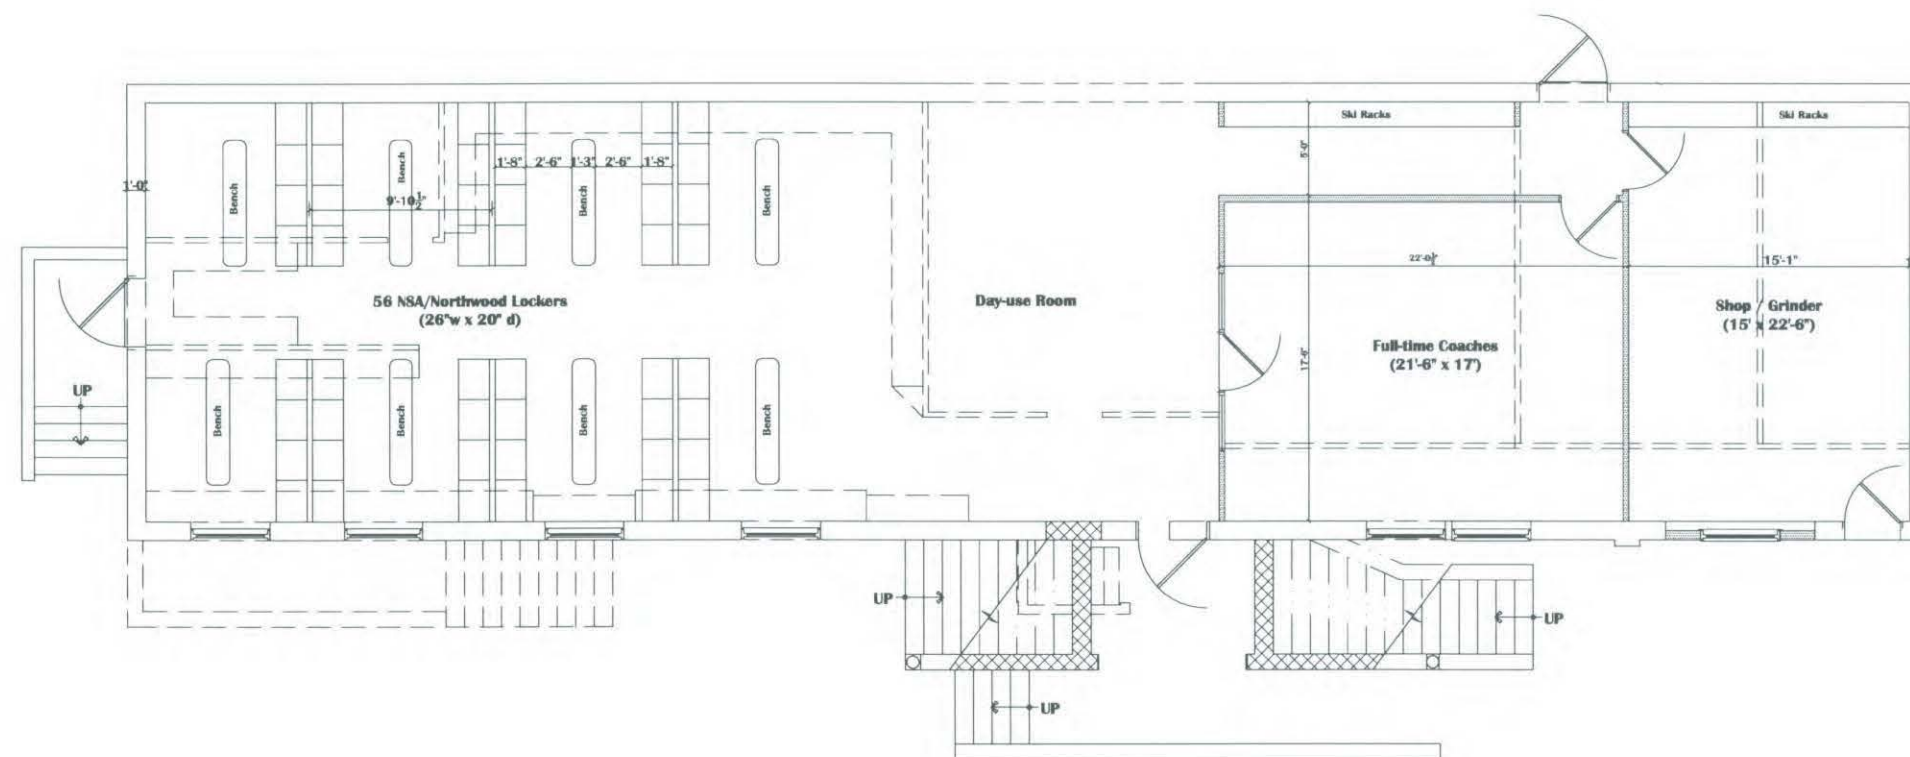 Ski Racks
Ski Racks
Bench
Bench
1'-8"
2'-6"
1'-3"
2'-6"
1'-8"
Bench
Bench
5'-0"
1'-0"
9'-10½"
22'-0½"
15'-1"
56 NSA/Northwood Lockers
(26"w x 20" d)
Day-use Room
Shop / Grinder
(15' x 22'-6")
Full-time Coaches
(21'-6" x 17')
UP
Bench
Bench
Bench
Bench
UP
UP
UP